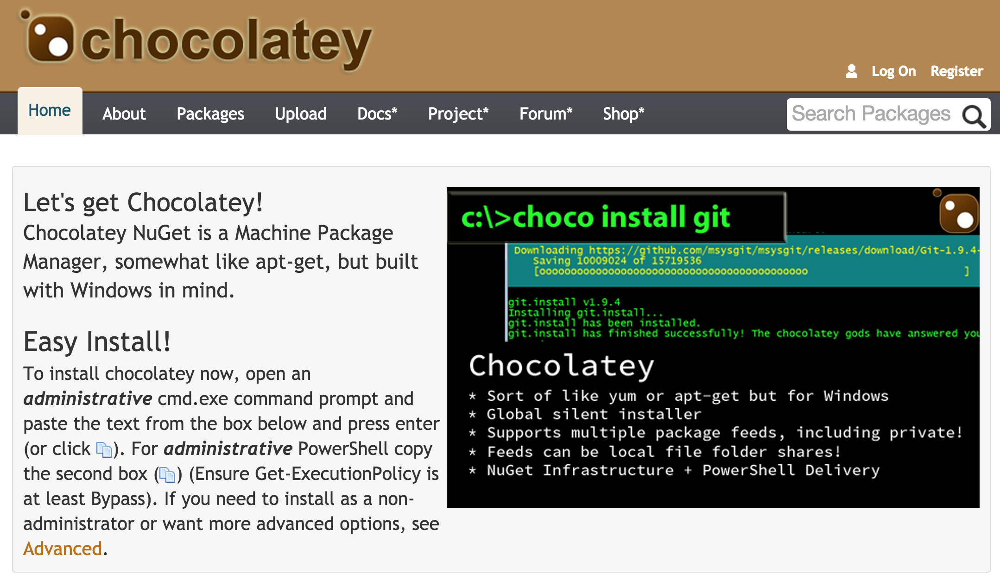 chocolatey
Log On Register
Home About Packages Upload Docs* Project* Forum* Shop* Search Packages
Let's get Chocolatey!
Chocolatey NuGet is a Machine Package
Manager, somewhat like apt-get, but built
with Windows in mind.
Easy Install!
To install chocolatey now, open an
administrative cmd.exe command prompt and
paste the text from the box below and press enter
(or click ). For administrative PowerShell copy
the second box () (Ensure Get-ExecutionPolicy is
at least Bypass). If you need to install as a non-
administrator or want more advanced options, see
Advanced.
c:\>choco install git
Downloading https://github.com/msysgit/msysgit/releases/download/Git-1.9.4-
Saving 10009024 of 15719536
[ooooooooooooooooooooooooooooooooooooooooooo ]
git.install v1.9.4
Installing git.install...
git.install has been installed.
git.install has finished successfully! The chocolatey gods have answered you
Chocolatey
* Sort of like yum or apt-get but for Windows
* Global silent installer
* Supports multiple package feeds, including private!
* Feeds can be local file folder shares!
* NuGet Infrastructure + PowerShell Delivery